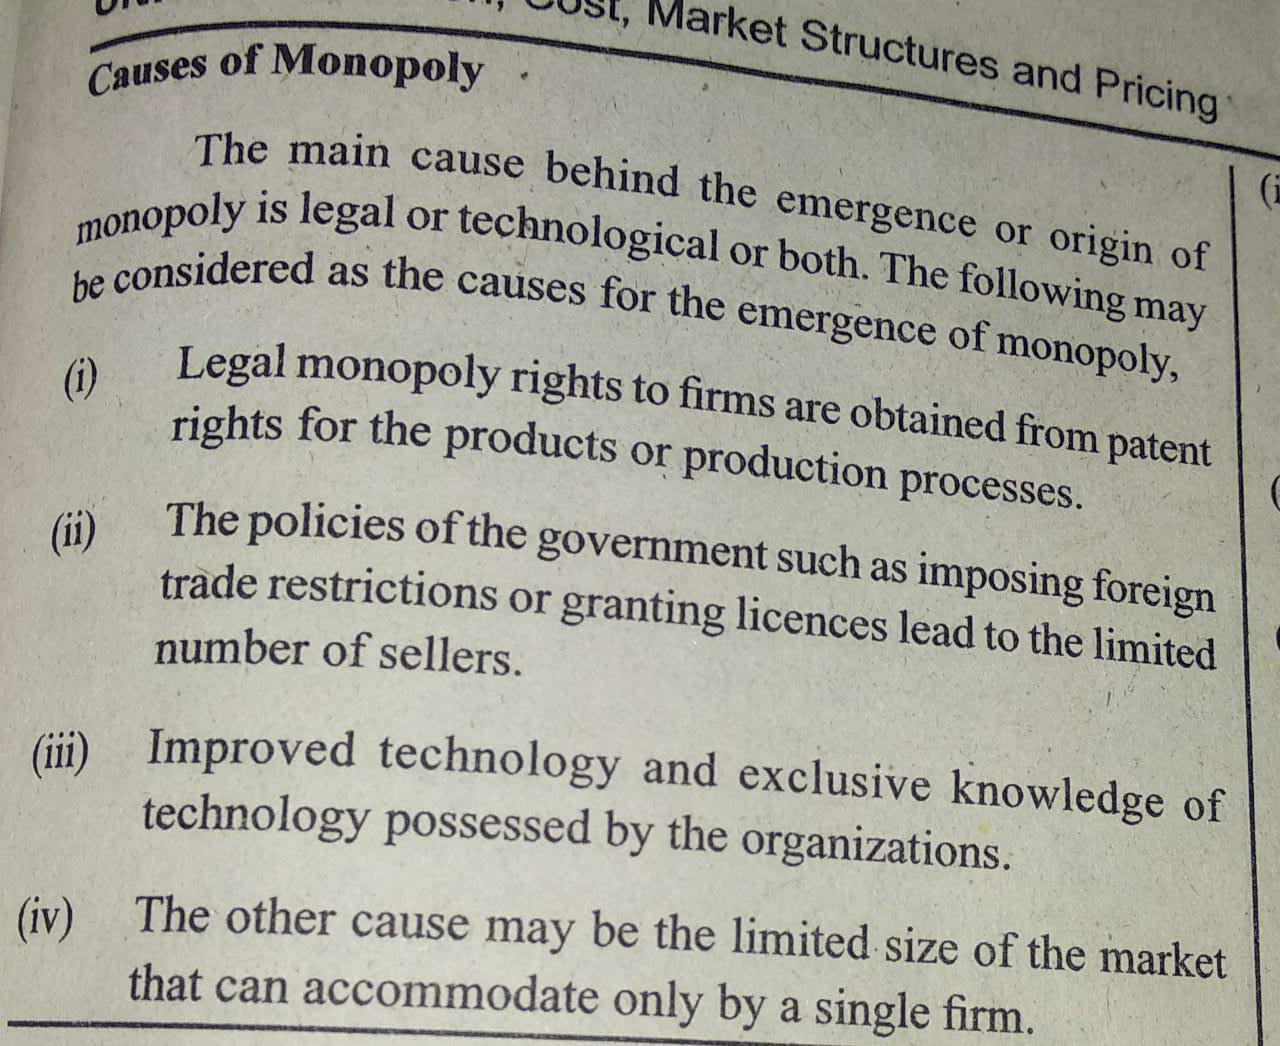 Cost, Market Structures and Pricing
Causes of Monopoly
The main cause behind the emergence or origin of
monopoly is legal or technological or both. The following may
be considered as the causes for the emergence of monopoly,
(i) Legal monopoly rights to firms are obtained from patent
rights for the products or production processes.
(ii) The policies of the government such as imposing foreign
trade restrictions or granting licences lead to the limited
number of sellers.
(iii) Improved technology and exclusive knowledge of
technology possessed by the organizations.
(iv) The other cause may be the limited size of the market
that can accommodate only by a single firm.